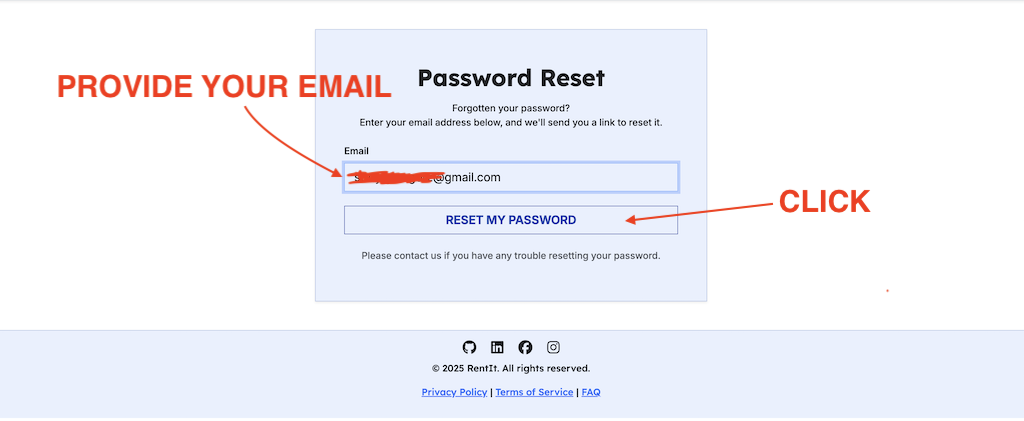 PROVIDE YOUR EMAIL
Password Reset
Forgotten your password?
Enter your email address below, and we'll send you a link to reset it.
Email
@gmail.com
RESET MY PASSWORD
CLICK
Please contact us if you have any trouble resetting your password.
© 2025 RentIt. All rights reserved.
Privacy Policy | Terms of Service | FAQ